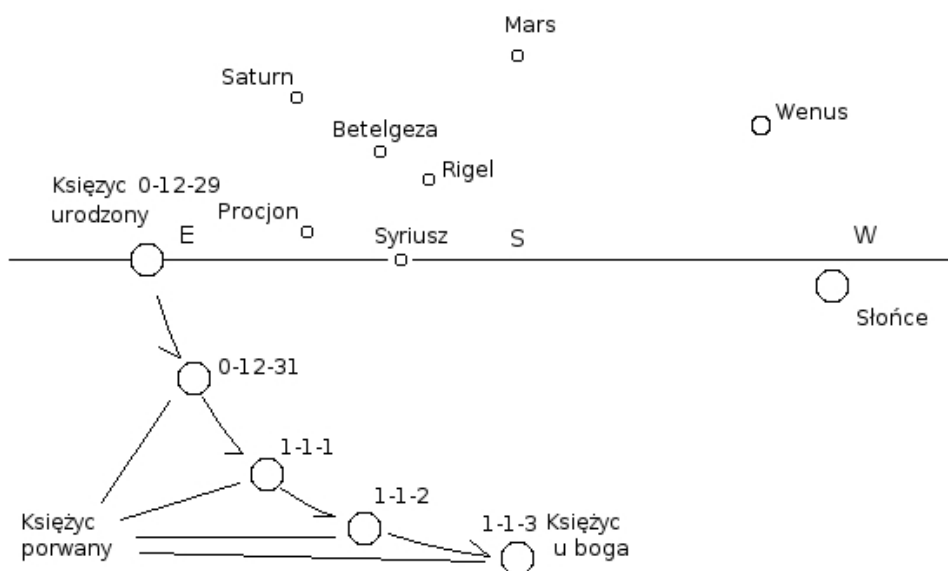 Mars
Saturn
Wenus
Betelgeza
Rigel
Księzyc 0-12-29
urodzony
Procjon
E
Syriusz
S
W
Słońce
0-12-31
1-1-1
1-1-2
Księżyc
porwany
1-1-3 Księżyc
u boga